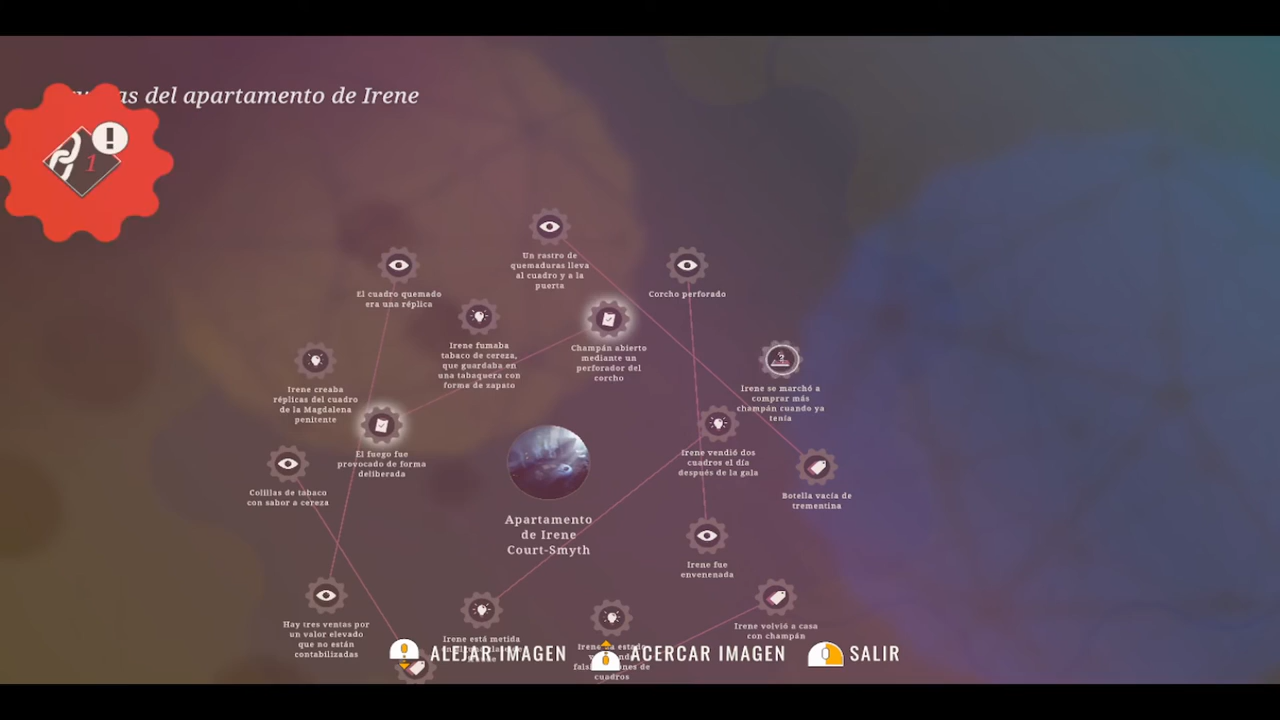 del apartamento de Irene
1
Un rastro de
quemaduras lleva
al cuadro y a la
puerta
El cuadro quemado
era una réplica
Corcho perforado
Irene fumaba
tabaco de cereza,
que guardaba en
una tabaquera con
forma de zapato
Champán abierto
mediante un
perforador del
corcho
Irene creaba
réplicas del cuadro
de la Magdalena
penitente
Irene se marchó a
comprar más
champán cuando ya
tenía
El fuego fue
provocado de forma
deliberada
Irene vendió dos
cuadros el día
después de la gala
Colillas de tabaco
con sabor a cereza
Botella vacía de
trementina
Apartamento
de Irene
Court-Smyth
Irene fue
envenenada
Hay tres ventas por
un valor elevado
que no están
contabilizadas
Irene está metida
Irene volvió a casa
con champán
cuadros
ALEJAR IMAGEN
ACERCAR IMAGEN
SALIR